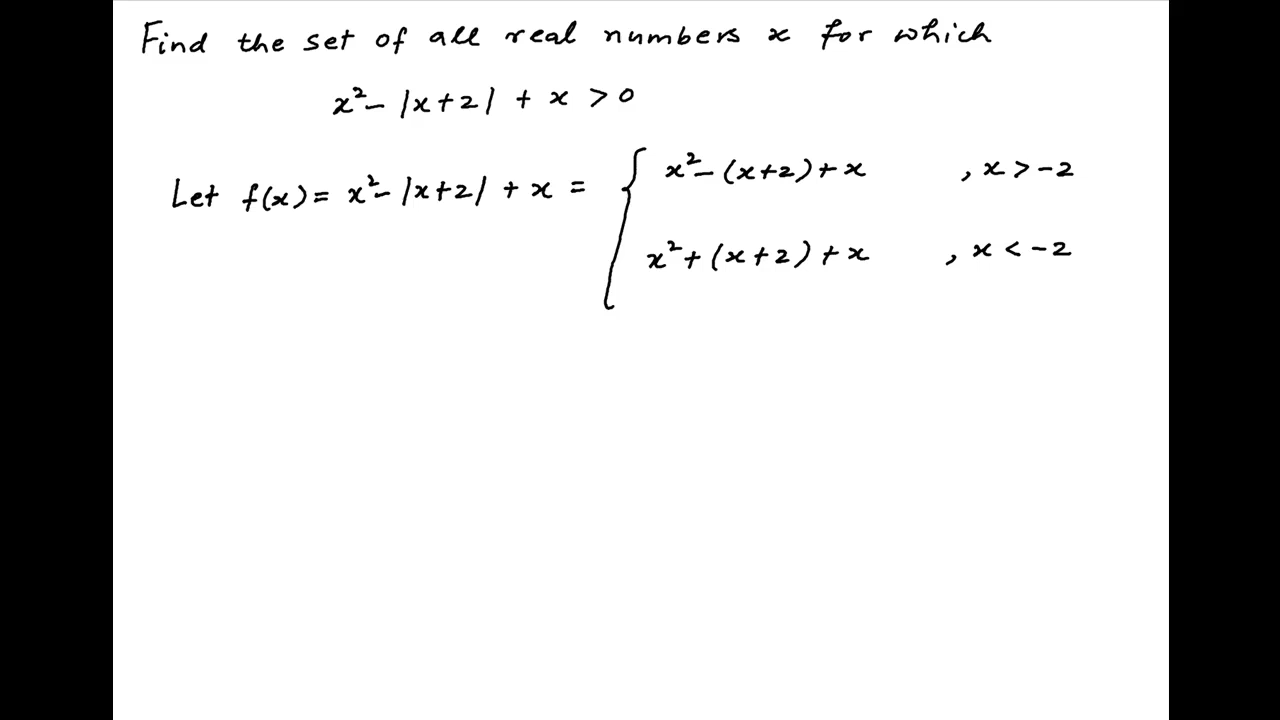 Find the set of all real numbers x for which
x² - |x+2| + x > 0
Let f(x) = x² - |x+2| + x = { x² - (x+2) + x , x > -2
x² + (x+2) + x , x < -2